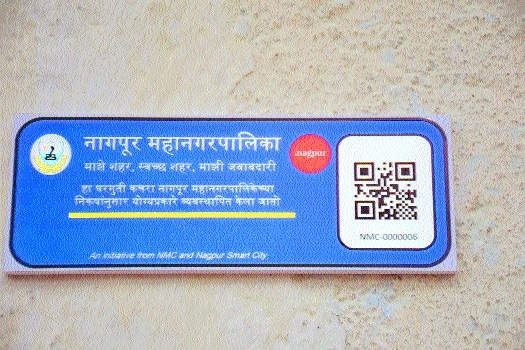 नागपूर महानगरपालिका
माझे शहर, स्वच्छ शहर, माझी जबाबदारी
हा घरगुती कचरा नागपूर महानगरपालिकेच्या
निकषांनुसार योग्यप्रकारे व्यवस्थापित केला जातो
An initiative from NMC and Nagpur Smart City
.nagpur
NMC-0000006